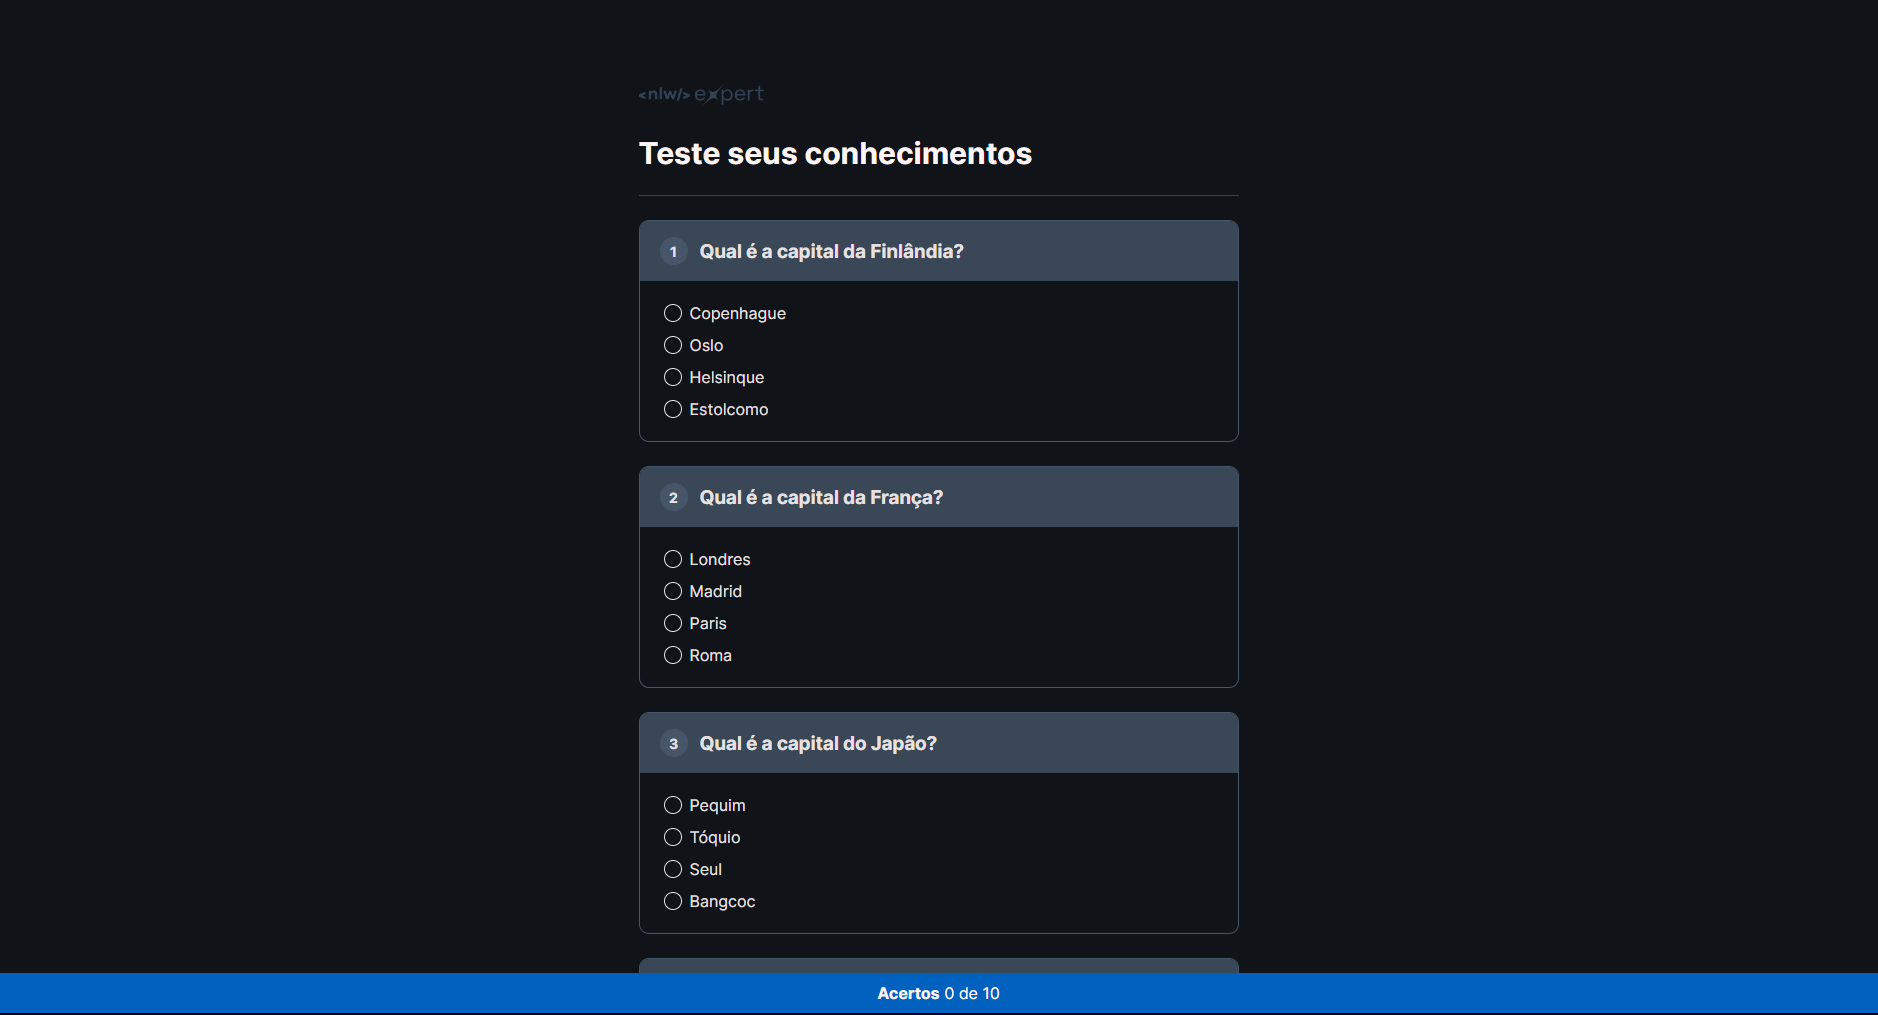 <nlw/> expert
Teste seus conhecimentos
1 Qual é a capital da Finlândia?
Copenhague
Oslo
Helsinque
Estolcomo
2 Qual é a capital da França?
Londres
Madrid
Paris
Roma
3 Qual é a capital do Japão?
Pequim
Tóquio
Seul
Bangcoc
Acertos 0 de 10